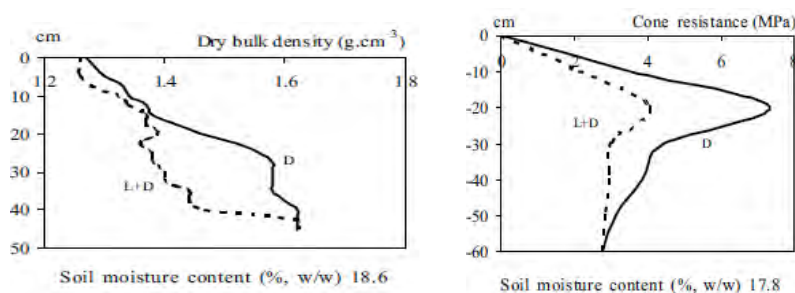 cm
Dry bulk density (g.cm³)
0
1.2
1.4
1.6
1.8
10
20
30
40
50
D
L+D
Soil moisture content (%, w/w) 18.6
cm
Cone resistance (MPa)
0
0
2
4
6
8
-10
-20
-30
-40
-50
-60
L+D
D
Soil moisture content (%, w/w) 17.8